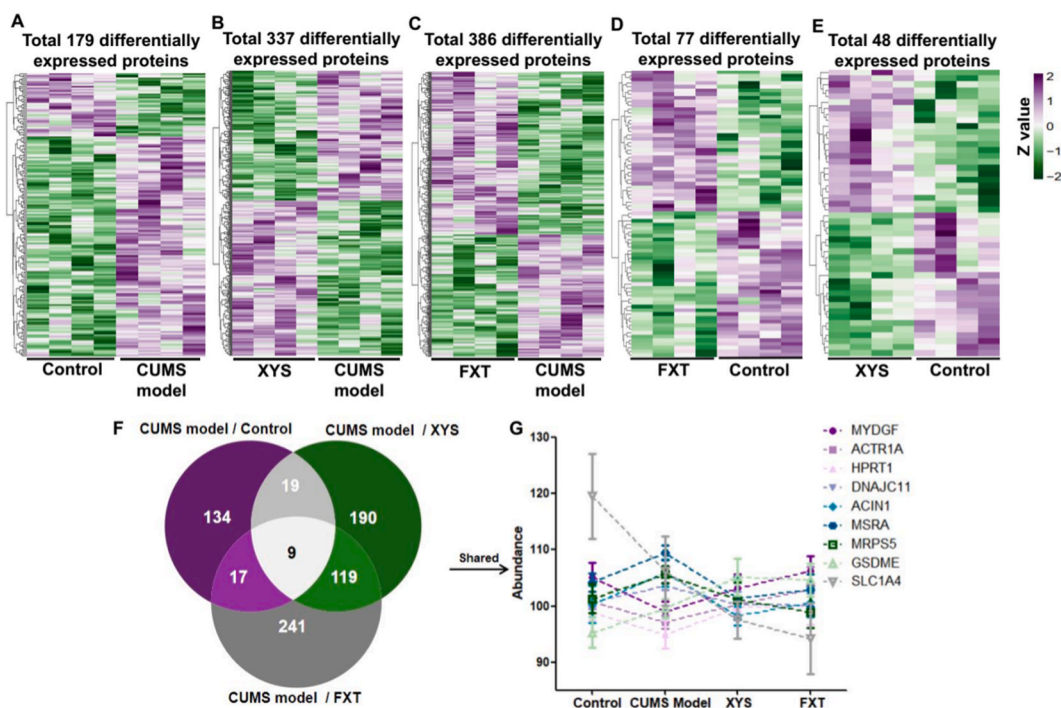 A
Total 179 differentially
expressed proteins
Control
CUMS
model
B
Total 337 differentially
expressed proteins
XYS
CUMS
model
C
Total 386 differentially
expressed proteins
FXT
CUMS
model
D
Total 77 differentially
expressed proteins
FXT
Control
E
Total 48 differentially
expressed proteins
XYS
Control
2
1
0
−1
−2
Z value
F
CUMS model / Control
CUMS model / XYS
19
134
190
9
17
119
241
CUMS model / FXT
Shared
G
Abundance
130
120
110
100
90
Control
CUMS Model
XYS
FXT
MYDGF
ACTR1A
HPRT1
DNAJC11
ACIN1
MSRA
MRPS5
GSDME
SLC1A4